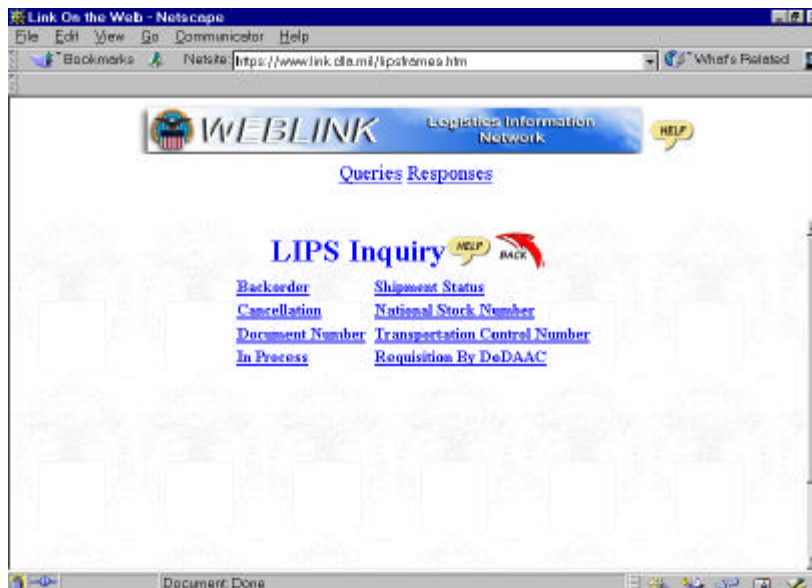 Link On the Web - Netscape
File Edit View Go Communicator Help
Bookmarks Netsite: https://www.link.dla.mil/lipsframes.htm What's Related
WEBLINK Logistics Information Network HELP
Queries Responses
LIPS Inquiry HELP BACK
Backorder Shipment Status
Cancellation National Stock Number
Document Number Transportation Control Number
In Process Requisition By DoDAAC
Document: Done